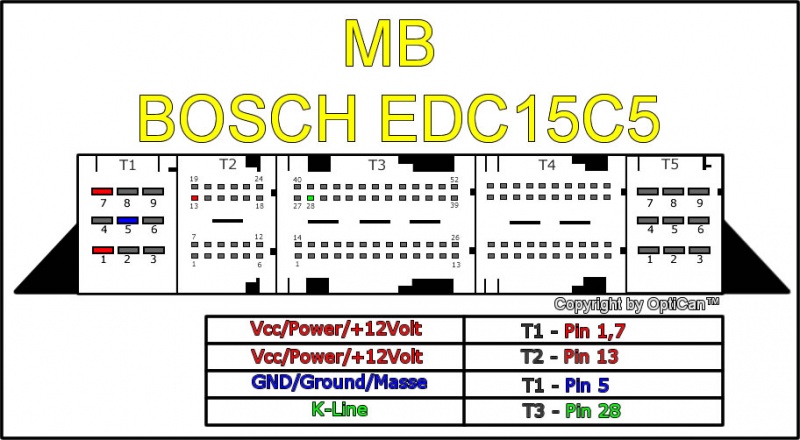 MB
BOSCH EDC15C5
T1 T2 T3 T4 T5
19 24 40 52
7 8 9 13 18 27 28 39 7 8 9
4 5 6 4 5 6
7 12 14 26
1 2 3 1 6 1 13 1 2 3
Copyright by OptiCan™
Vcc/Power/+12Volt T1 - Pin 1,7
Vcc/Power/+12Volt T2 - Pin 13
GND/Ground/Masse T1 - Pin 5
K-Line T3 - Pin 28